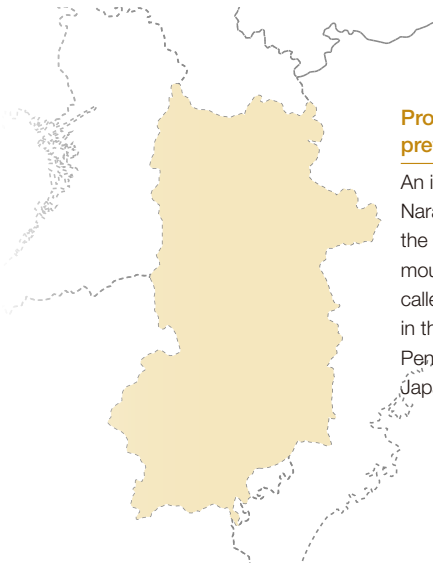 Pro
pre
An i
Nara
the
mou
calle
in th
Pen
Jap